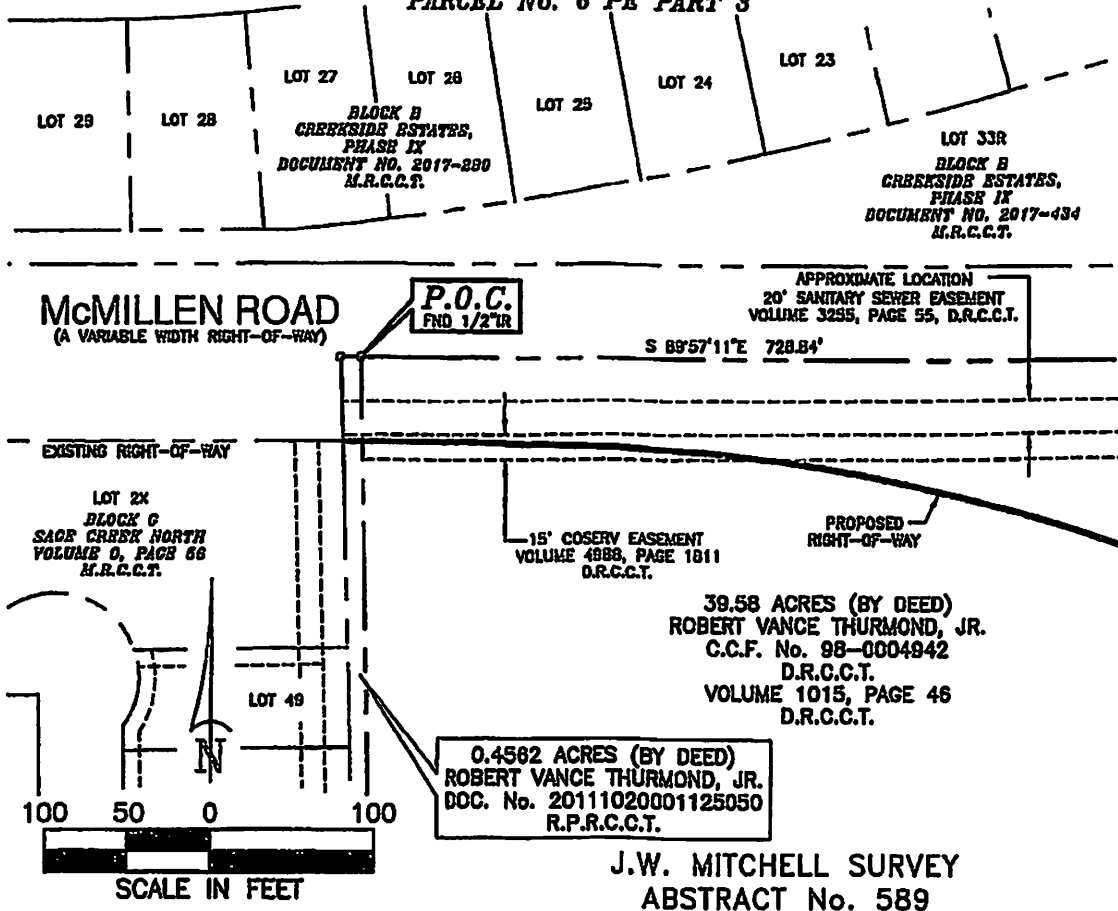 PARCEL No. 6 PE PART 3
LOT 29
LOT 28
LOT 27
LOT 26
LOT 25
LOT 24
LOT 23
BLOCK B
CREEKSIDE ESTATES,
PHASE IX
DOCUMENT NO. 2017-280
M.R.C.C.T.
LOT 33R
BLOCK B
CREEKSIDE ESTATES,
PHASE IX
DOCUMENT NO. 2017-434
M.R.C.C.T.
McMILLEN ROAD
(A VARIABLE WIDTH RIGHT-OF-WAY)
P.O.C.
FND 1/2"IR
APPROXIMATE LOCATION
20' SANITARY SEWER EASEMENT
VOLUME 3255, PAGE 55, D.R.C.C.T.
S 89°57'11"E 728.84'
EXISTING RIGHT-OF-WAY
LOT 2X
BLOCK G
SAGE CREEK NORTH
VOLUME O, PAGE 66
M.R.C.C.T.
15' COSERV EASEMENT
VOLUME 4988, PAGE 1811
D.R.C.C.T.
PROPOSED
RIGHT-OF-WAY
39.58 ACRES (BY DEED)
ROBERT VANCE THURMOND, JR.
C.C.F. No. 98-0004942
D.R.C.C.T.
VOLUME 1015, PAGE 46
D.R.C.C.T.
LOT 49
N
0.4562 ACRES (BY DEED)
ROBERT VANCE THURMOND, JR.
DOC. No. 20111020001125050
R.P.R.C.C.T.
100 50 0 100
SCALE IN FEET
J.W. MITCHELL SURVEY
ABSTRACT No. 589